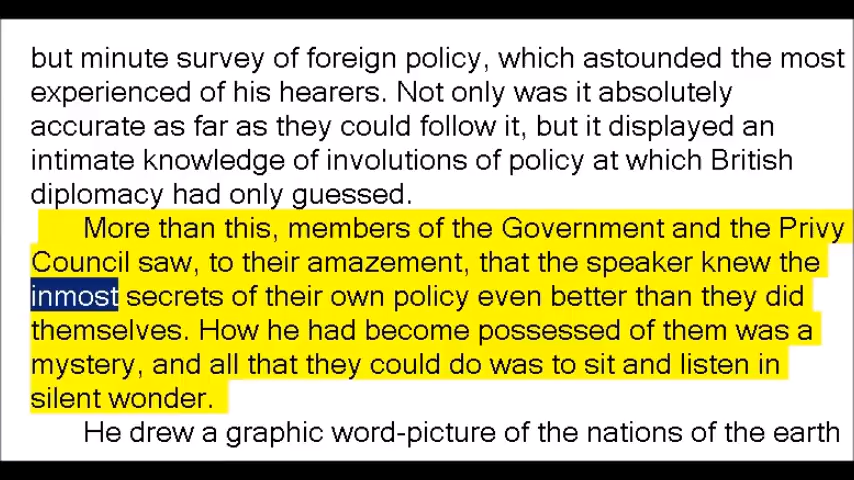 but minute survey of foreign policy, which astounded the most
experienced of his hearers. Not only was it absolutely
accurate as far as they could follow it, but it displayed an
intimate knowledge of involutions of policy at which British
diplomacy had only guessed.
More than this, members of the Government and the Privy
Council saw, to their amazement, that the speaker knew the
inmost secrets of their own policy even better than they did
themselves. How he had become possessed of them was a
mystery, and all that they could do was to sit and listen in
silent wonder.
He drew a graphic word-picture of the nations of the earth